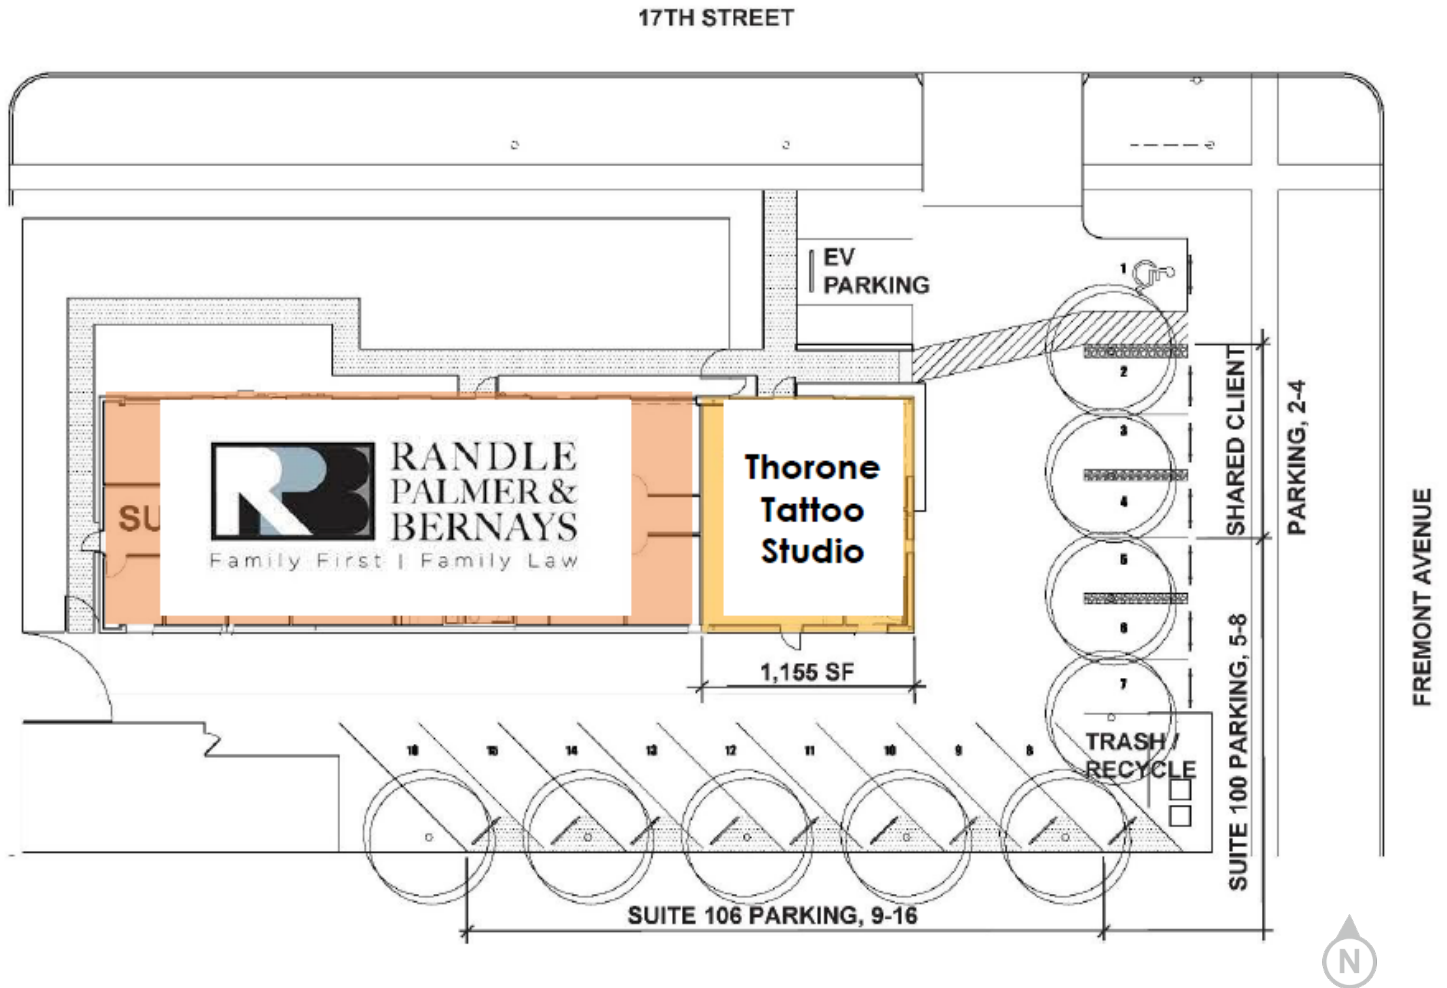 17TH STREET
EV
PARKING
1
2
3
4
5
6
7
SHARED CLIENT
PARKING, 2-4
SUITE 100 PARKING, 5-8
FREMONT AVENUE
SU
RPB
RANDLE
PALMER &
BERNAYS
Family First | Family Law
Thorone
Tattoo
Studio
1,155 SF
16 15 14 13 12 11 10 9 8
TRASH /
RECYCLE
SUITE 106 PARKING, 9-16
N